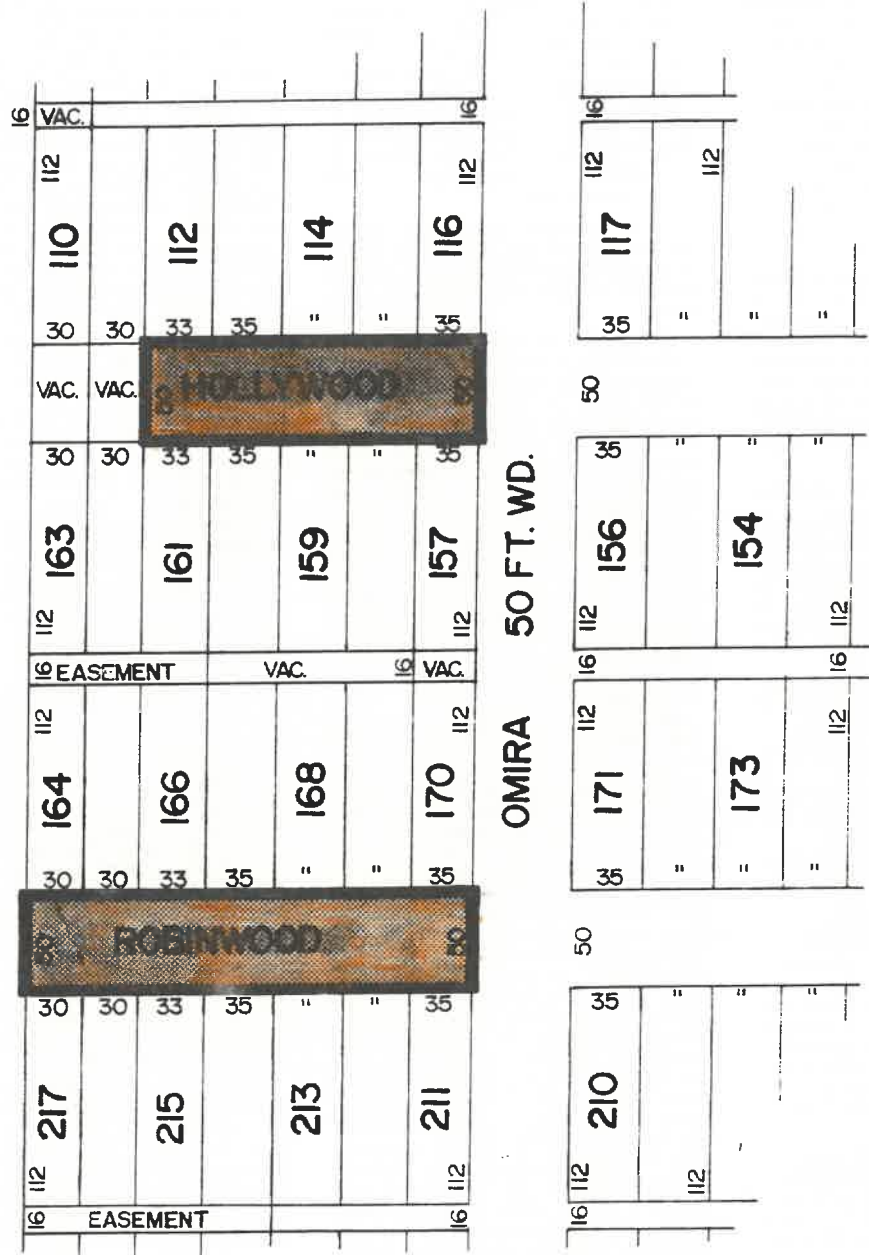 16 VAC. 16 16
112 112 112 112
110 112 114 116 117
30 30 33 35 " " 35 35 " " "
VAC. VAC. 50 HOLLYWOOD 50 50
30 30 33 35 " " 35 35 " " "
163 161 159 157 156 154
112 112 112 112
50 FT. WD.
16 EASEMENT VAC. 16 VAC. 16 16
112 112 112 112
164 166 168 170 171 173
OMIRA
30 30 33 35 " " 35 35 " " "
50 ROBINWOOD 50 50
30 30 33 35 " " 35 35 " " "
217 215 213 211 210
112 112 112 112
16 EASEMENT 16 16